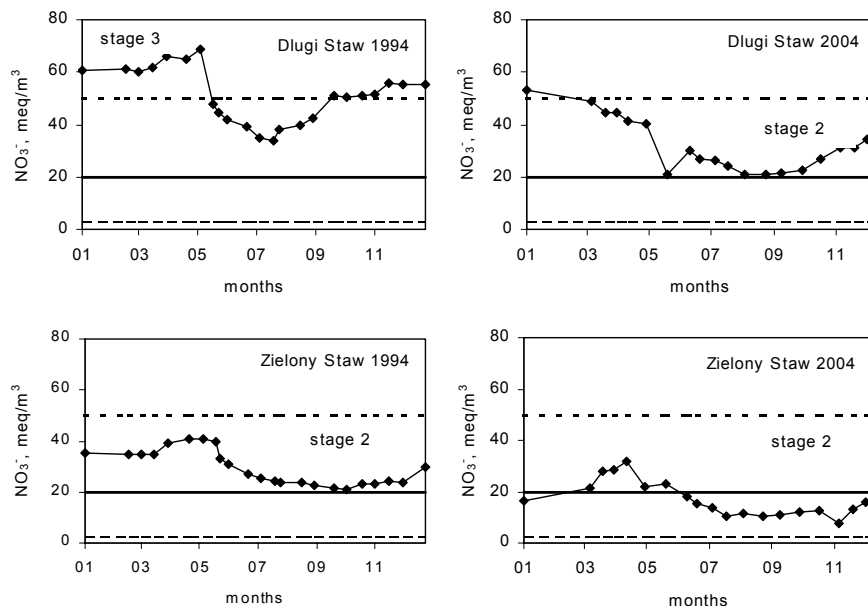 stage 3
Dlugi Staw 1994
NO₃⁻, meq/m³
80
60
40
20
0
01 03 05 07 09 11
months
Dlugi Staw 2004
stage 2
NO₃⁻, meq/m³
80
60
40
20
0
01 03 05 07 09 11
months
Zielony Staw 1994
stage 2
NO₃⁻, meq/m³
80
60
40
20
0
01 03 05 07 09 11
months
Zielony Staw 2004
stage 2
NO₃⁻, meq/m³
80
60
40
20
0
01 03 05 07 09 11
months